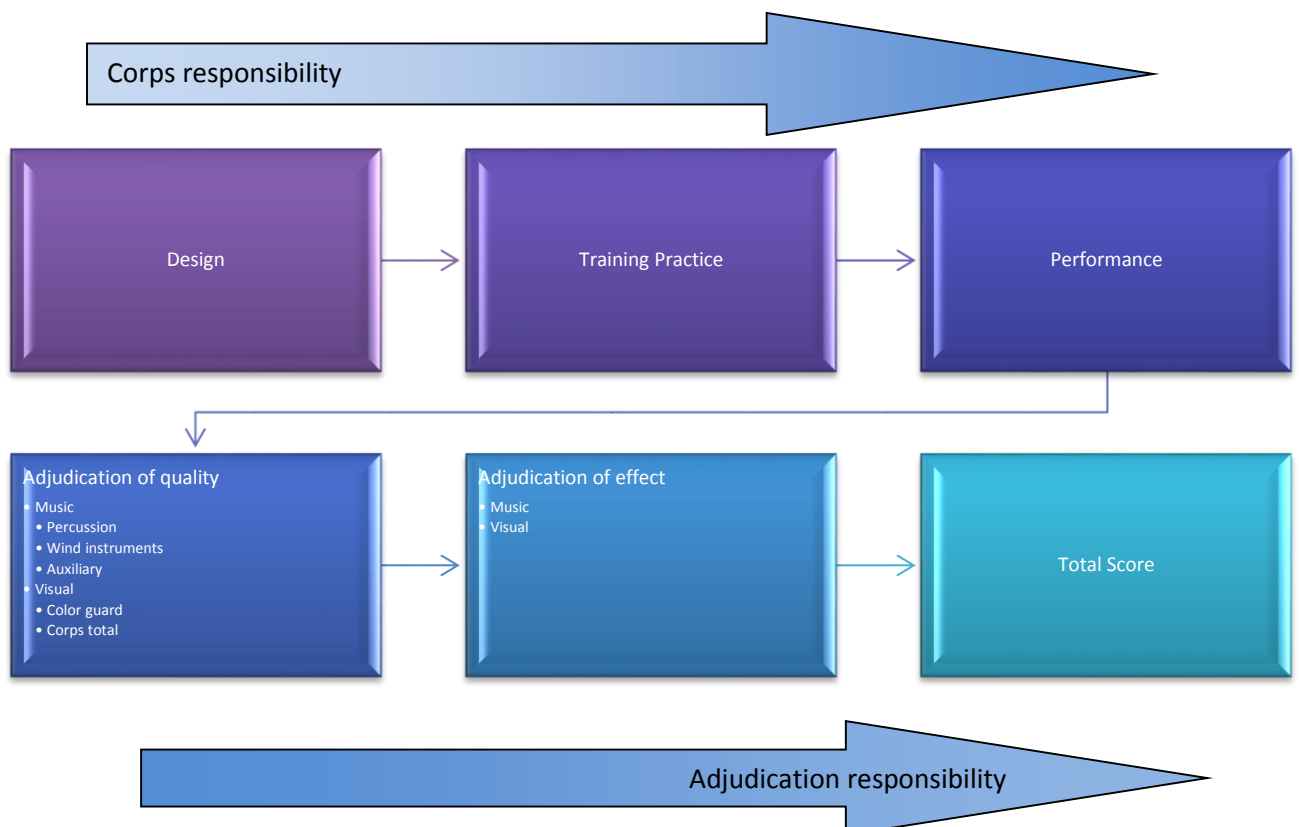 Corps responsibility
Design
Training Practice
Performance
Adjudication of quality
• Music
• Percussion
• Wind instruments
• Auxiliary
• Visual
• Color guard
• Corps total
Adjudication of effect
• Music
• Visual
Total Score
Adjudication responsibility